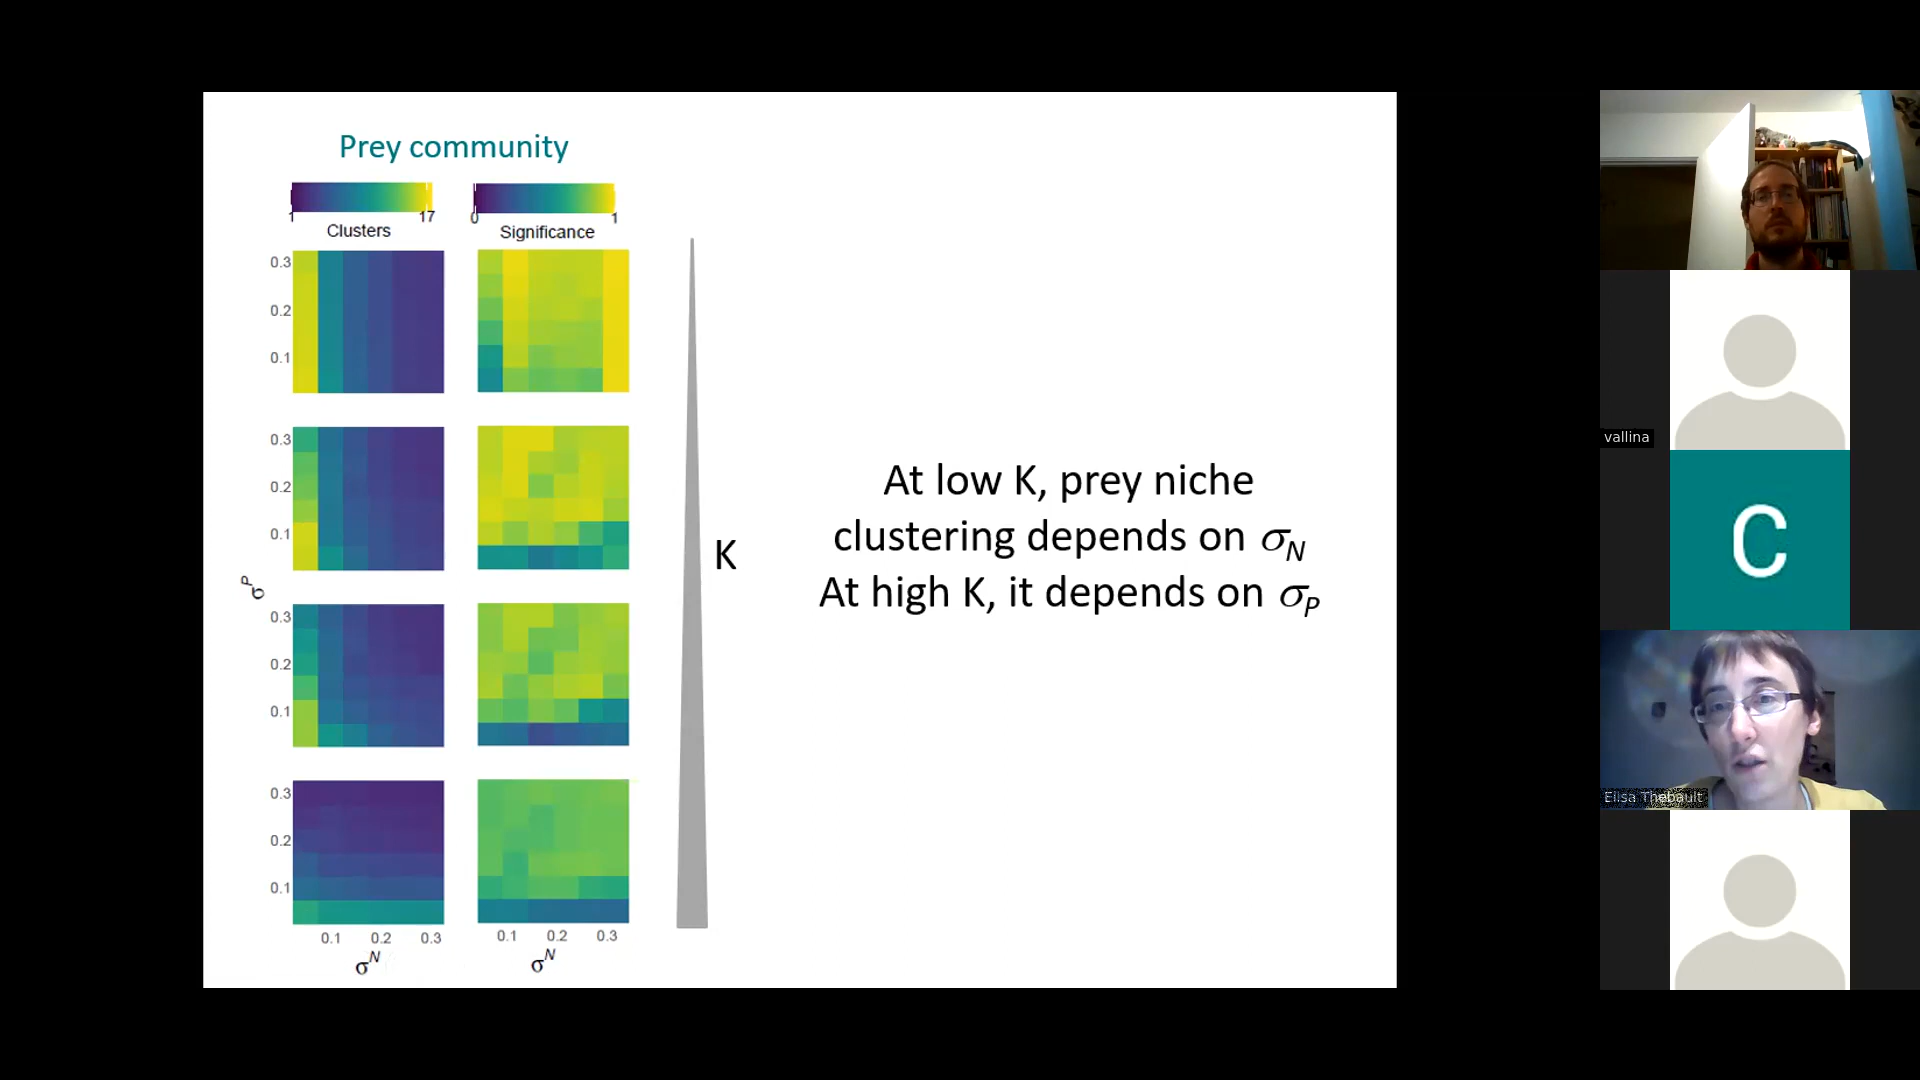 Prey community
1 17
Clusters
0 1
Significance
0.3
0.2
0.1
0.3
0.2
0.1
σP
0.3
0.2
0.1
0.3
0.2
0.1
0.1 0.2 0.3
σN
0.1 0.2 0.3
σN
K
At low K, prey niche
clustering depends on σN
At high K, it depends on σP
vallina
C
Elisa Thebault